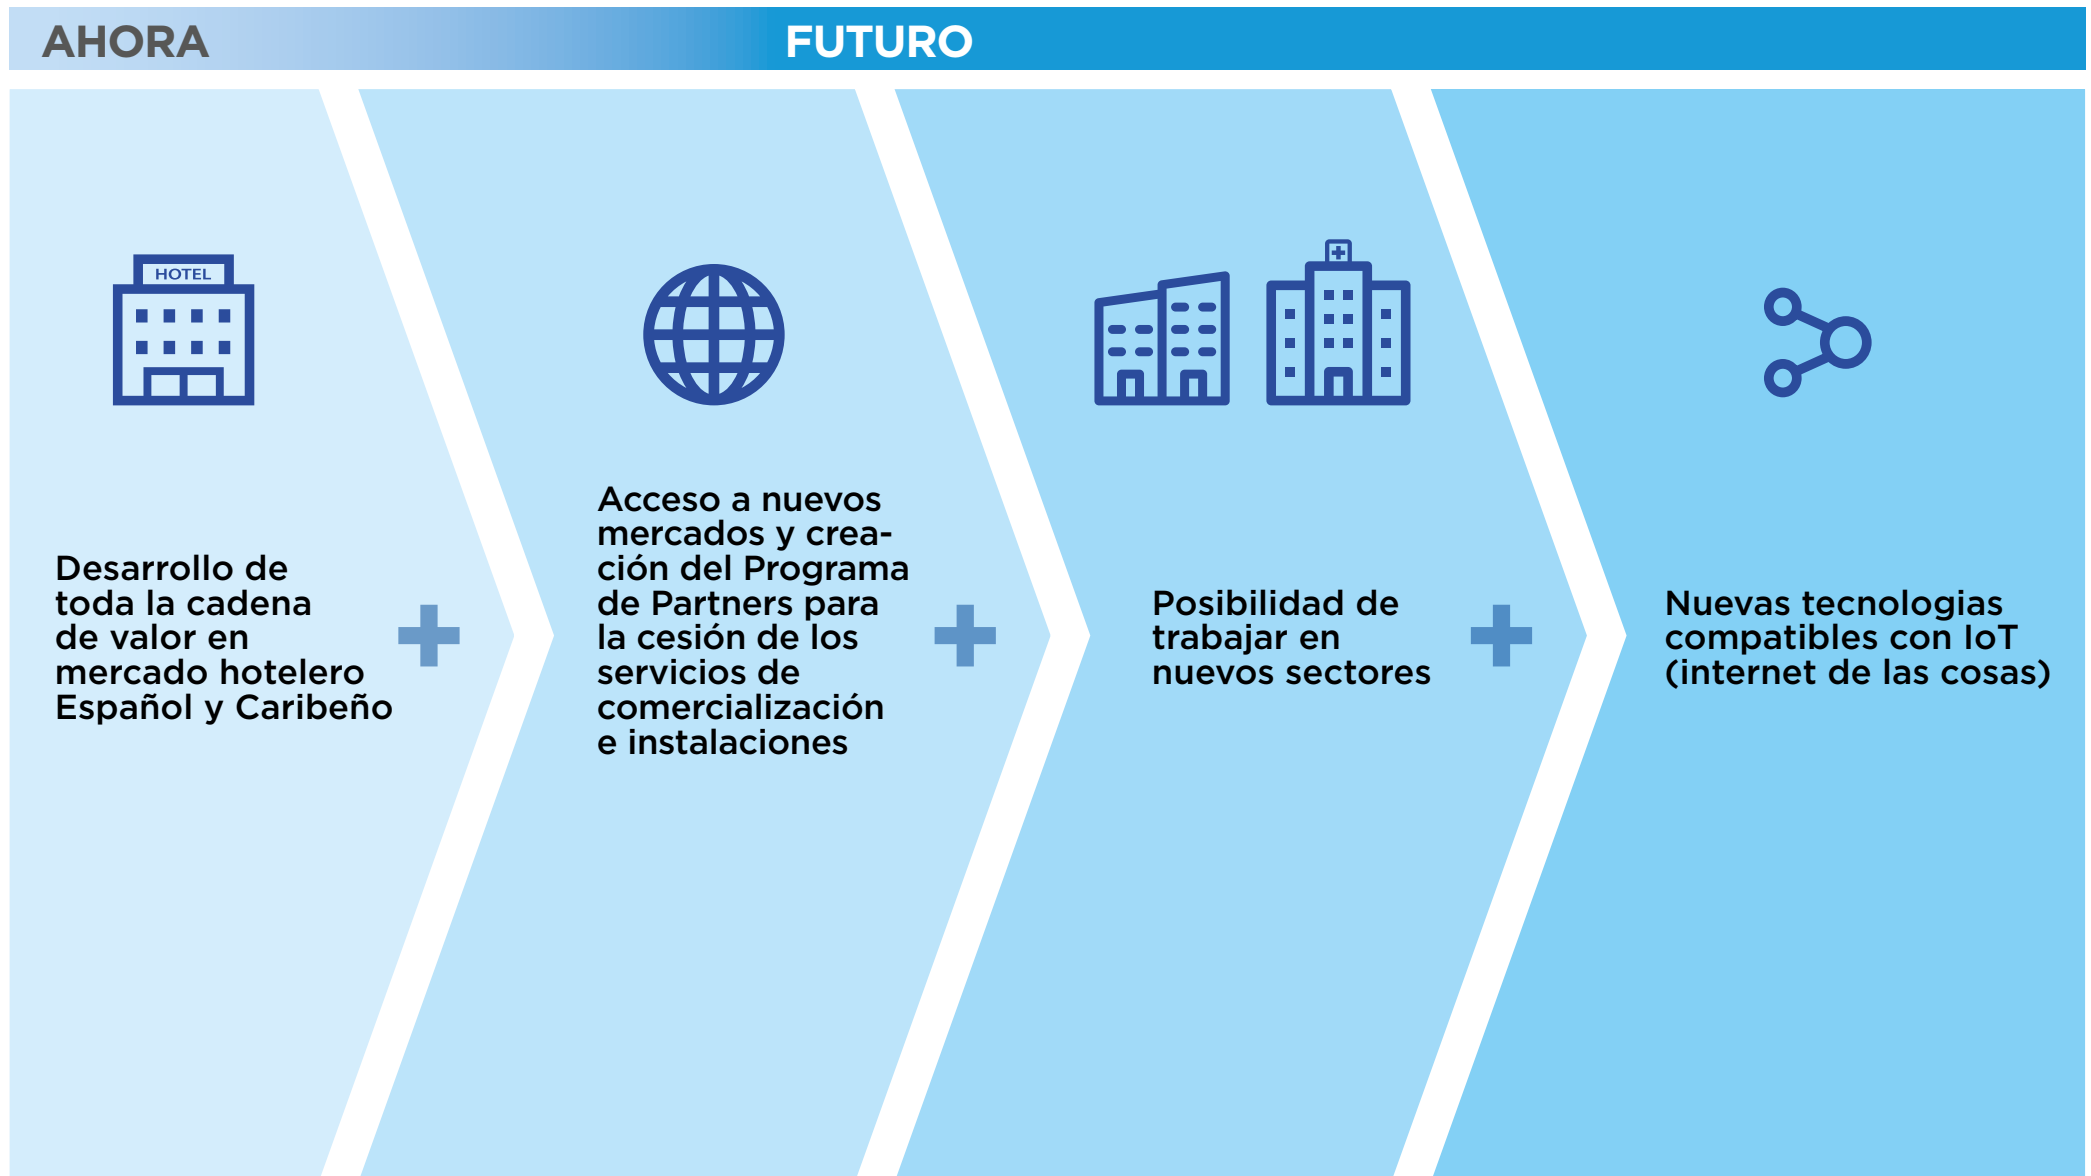 AHORA
FUTURO
HOTEL
Desarrollo de
toda la cadena
de valor en
mercado hotelero
Español y Caribeño
Acceso a nuevos
mercados y crea-
ción del Programa
de Partners para
la cesión de los
servicios de
comercialización
e instalaciones
Posibilidad de
trabajar en
nuevos sectores
Nuevas tecnologias
compatibles con IoT
(internet de las cosas)